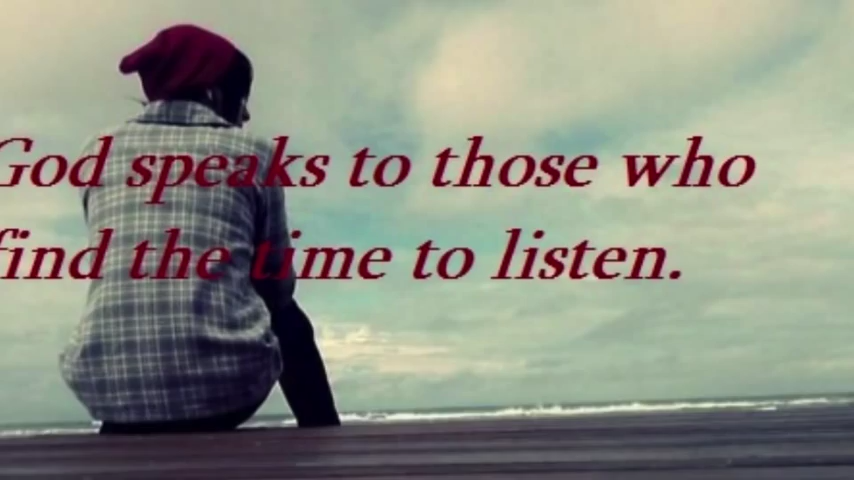 God speaks to those who
find the time to listen.